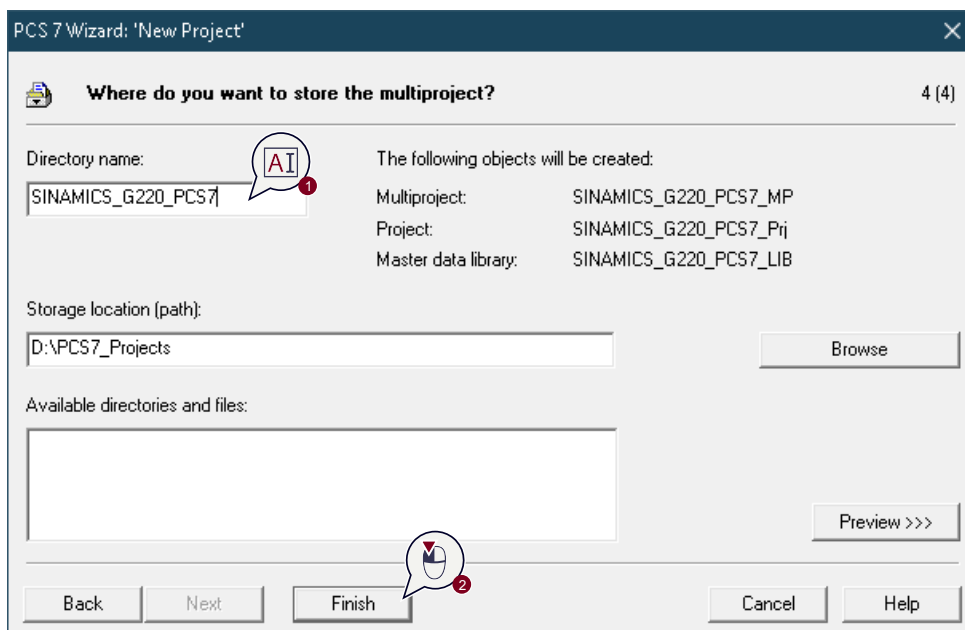 PCS 7 Wizard: 'New Project'
Where do you want to store the multiproject?
4 (4)
Directory name:
SINAMICS_G220_PCS7
AI
1
The following objects will be created:
Multiproject: SINAMICS_G220_PCS7_MP
Project: SINAMICS_G220_PCS7_Prj
Master data library: SINAMICS_G220_PCS7_LIB
Storage location (path):
D:\PCS7_Projects
Browse
Available directories and files:
Preview >>>
2
Back
Next
Finish
Cancel
Help